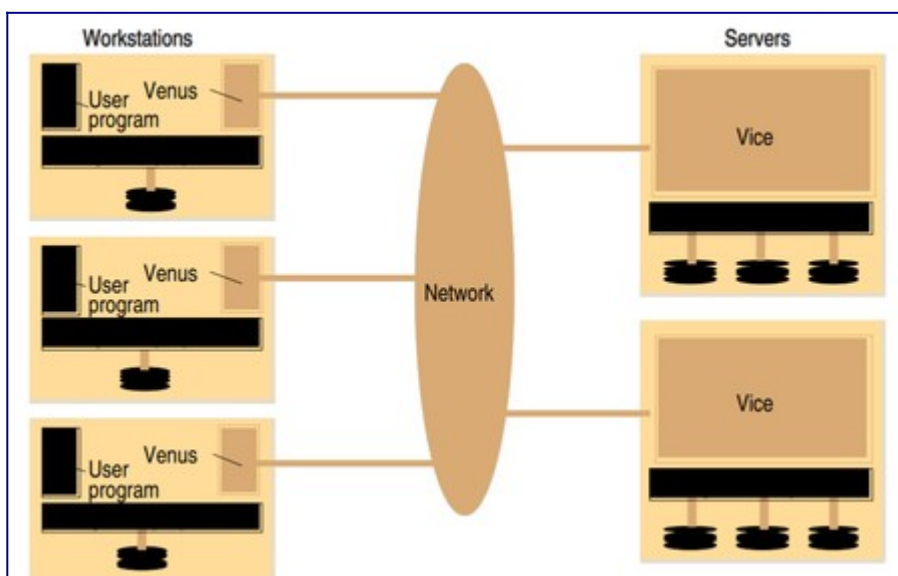 Workstations
Servers
User
program
Venus
Vice
User
program
Venus
Network
User
program
Venus
Vice